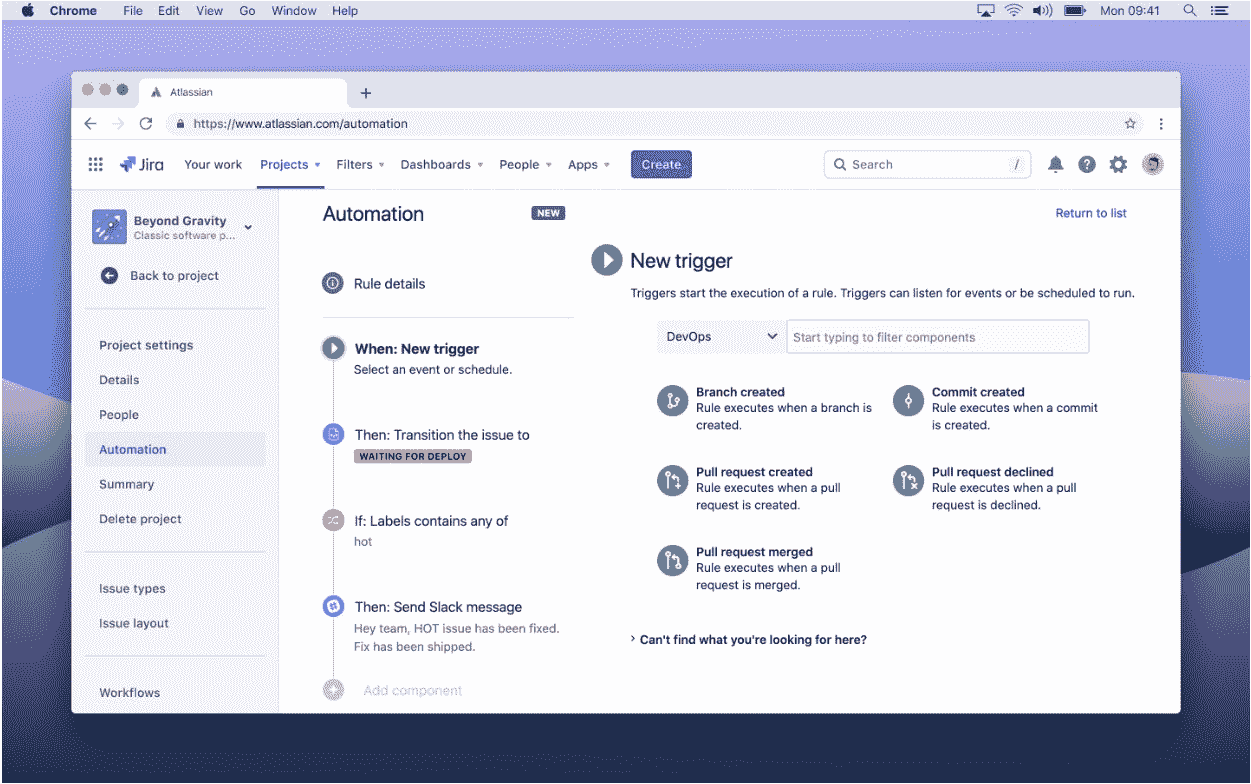 Chrome File Edit View Go Window Help Mon 09:41
Atlassian
https://www.atlassian.com/automation
Jira Your work Projects Filters Dashboards People Apps Create Search /
Beyond Gravity
Classic software p...
Back to project
Project settings
Details
People
Automation
Summary
Delete project
Issue types
Issue layout
Workflows
Automation NEW
Return to list
Rule details
When: New trigger
Select an event or schedule.
Then: Transition the issue to
WAITING FOR DEPLOY
If: Labels contains any of
hot
Then: Send Slack message
Hey team, HOT issue has been fixed.
Fix has been shipped.
Add component
New trigger
Triggers start the execution of a rule. Triggers can listen for events or be scheduled to run.
DevOps Start typing to filter components
Branch created
Rule executes when a branch is
created.
Commit created
Rule executes when a commit
is created.
Pull request created
Rule executes when a pull
request is created.
Pull request declined
Rule executes when a pull
request is declined.
Pull request merged
Rule executes when a pull
request is merged.
Can't find what you're looking for here?